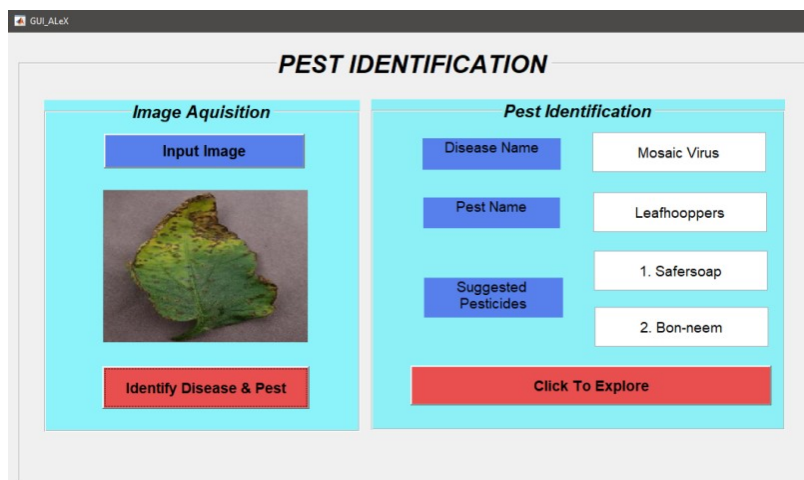 GUI_ALeX
PEST IDENTIFICATION
Image Aquisition
Input Image
Identify Disease & Pest
Pest Identification
Disease Name
Mosaic Virus
Pest Name
Leafhooppers
Suggested
Pesticides
1. Safersoap
2. Bon-neem
Click To Explore